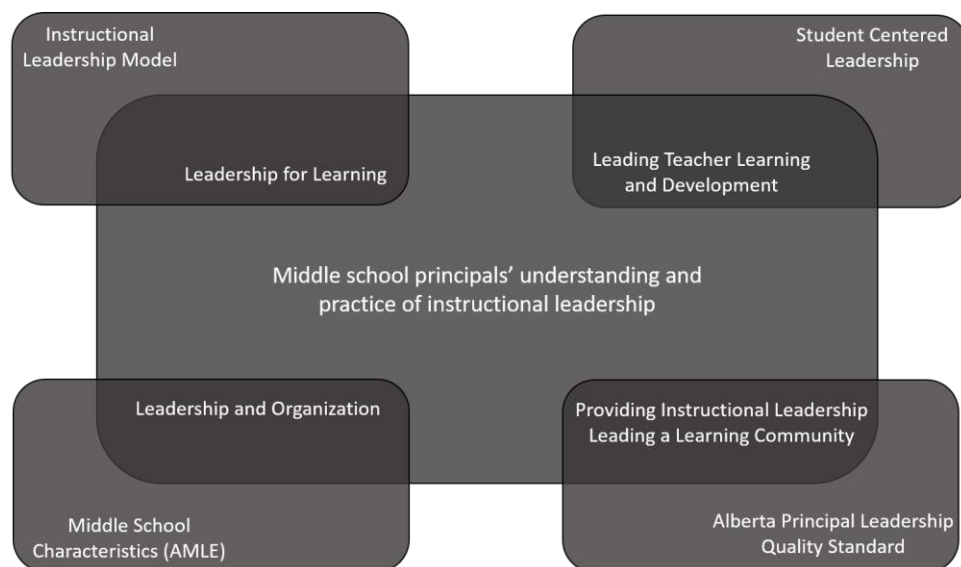 Instructional
Leadership Model
Student Centered
Leadership
Leadership for Learning
Leading Teacher Learning
and Development
Middle school principals’ understanding and
practice of instructional leadership
Leadership and Organization
Providing Instructional Leadership
Leading a Learning Community
Middle School
Characteristics (AMLE)
Alberta Principal Leadership
Quality Standard